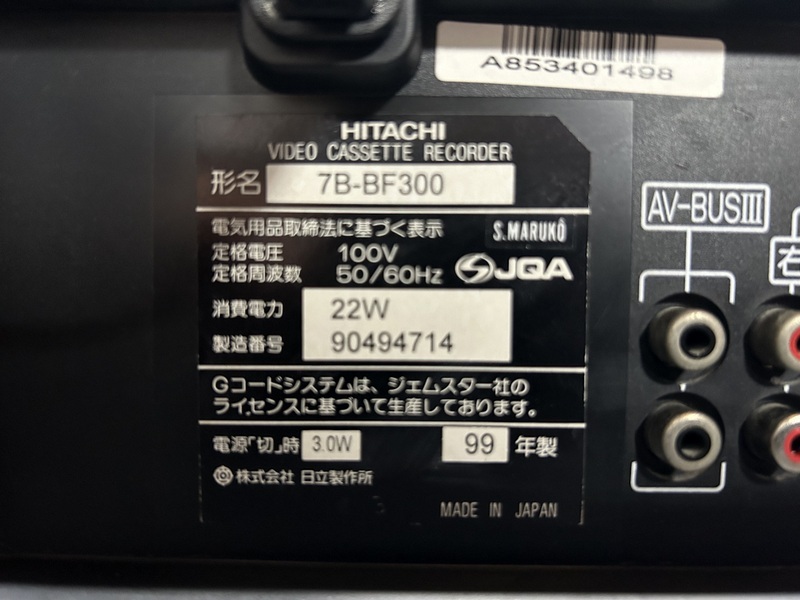 A853401498
HITACHI
VIDEO CASSETTE RECORDER
形名 7B-BF300
電気用品取締法に基づく表示 S.MARUKÔ
定格電圧 100V
定格周波数 50/60Hz JQA
消費電力 22W
製造番号 90494714
Gコードシステムは、ジェムスター社の
ライセンスに基づいて生産しております。
電源「切」時 3.0W 99 年製
株式会社 日立製作所
MADE IN JAPAN
AV-BUSIII
右